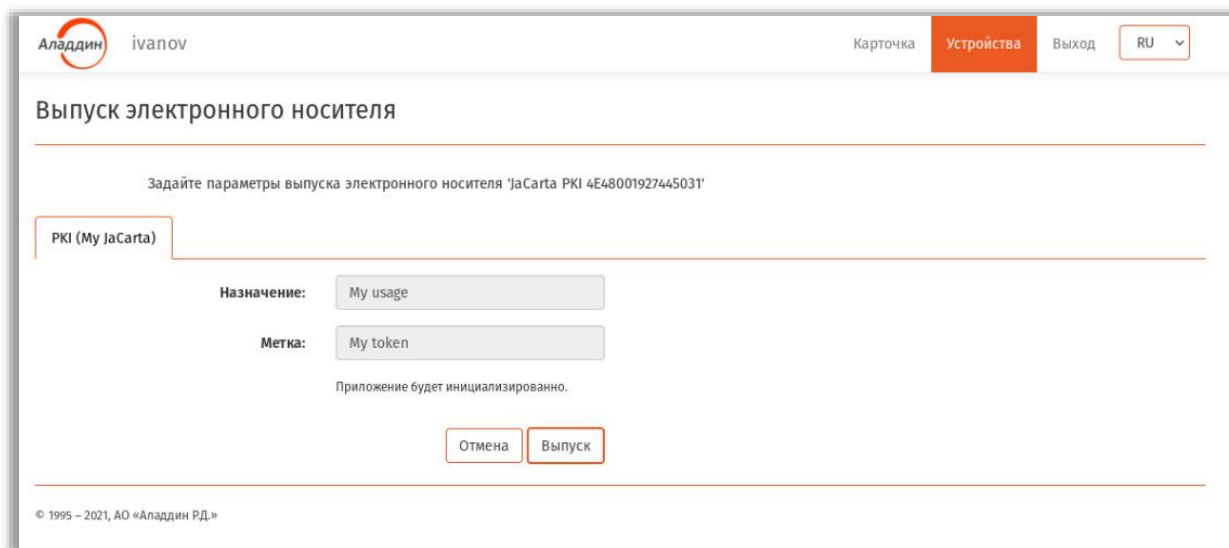 Аладдин ivanov Карточка Устройства Выход RU
Выпуск электронного носителя
Задайте параметры выпуска электронного носителя 'JaCarta PKI 4E48001927445031'
PKI (My JaCarta)
Назначение: My usage
Метка: My token
Приложение будет инициализированно.
Отмена Выпуск
© 1995 – 2021, АО «Аладдин Р.Д.»